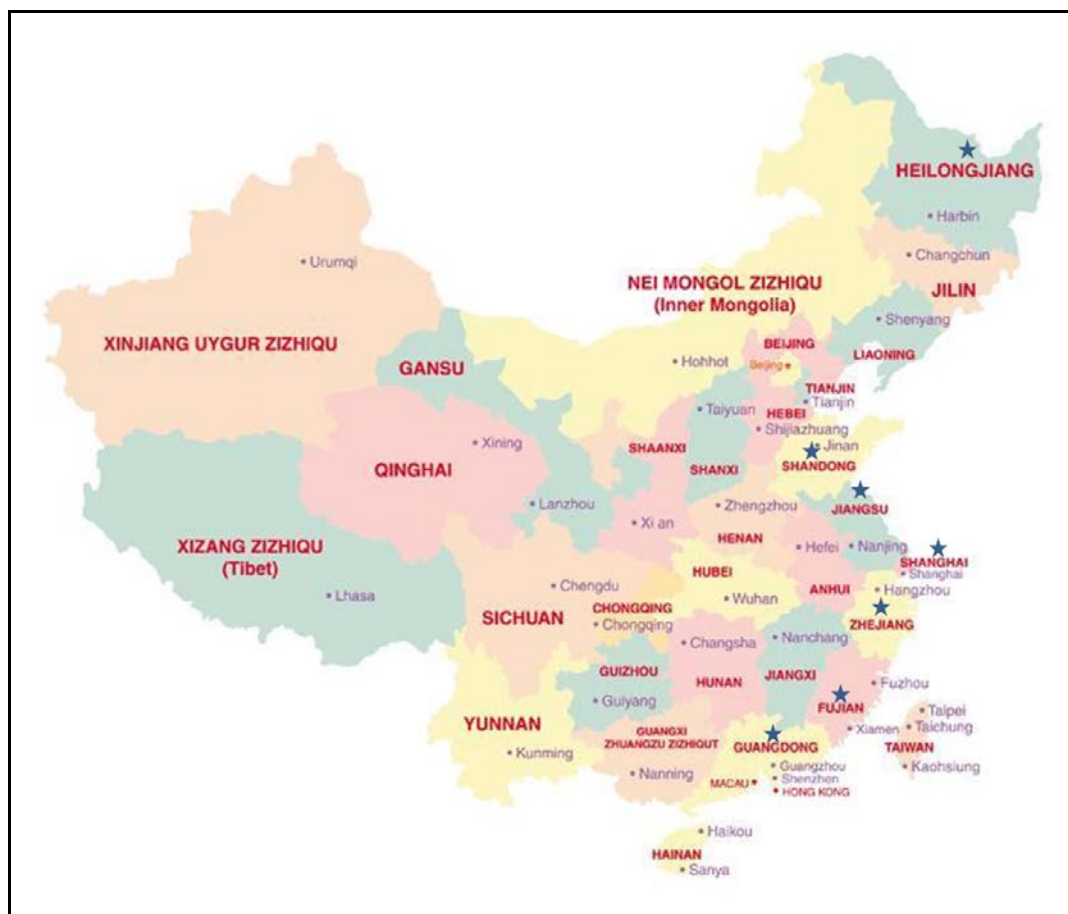 HEILONGJIANG
Harbin
Changchun
JILIN
Urumqi
NEI MONGOL ZIZHIQU
(Inner Mongolia)
Shenyang
XINJIANG UYGUR ZIZHIQU
BEIJING
LIAONING
GANSU
Hohhot
Beijing
TIANJIN
Tianjin
Taiyuan
HEBEI
Shijiazhuang
Xining
SHAANXI
Jinan
QINGHAI
SHANXI
SHANDONG
Lanzhou
Zhengzhou
JIANGSU
Xi an
HENAN
Hefei
Nanjing
XIZANG ZIZHIQU
(Tibet)
SHANGHAI
Shanghai
HUBEI
Chengdu
ANHUI
Hangzhou
Lhasa
Wuhan
CHONGQING
SICHUAN
Chongqing
ZHEJIANG
Changsha
Nanchang
GUIZHOU
JIANGXI
HUNAN
Fuzhou
Guiyang
FUJIAN
Taipei
YUNNAN
GUANGXI
ZHUANGZU ZIZHIQUT
Xiamen
Taichung
GUANGDONG
TAIWAN
Kunming
Guangzhou
Kaohsiung
Nanning
Shenzhen
MACAU
HONG KONG
Haikou
HAINAN
Sanya